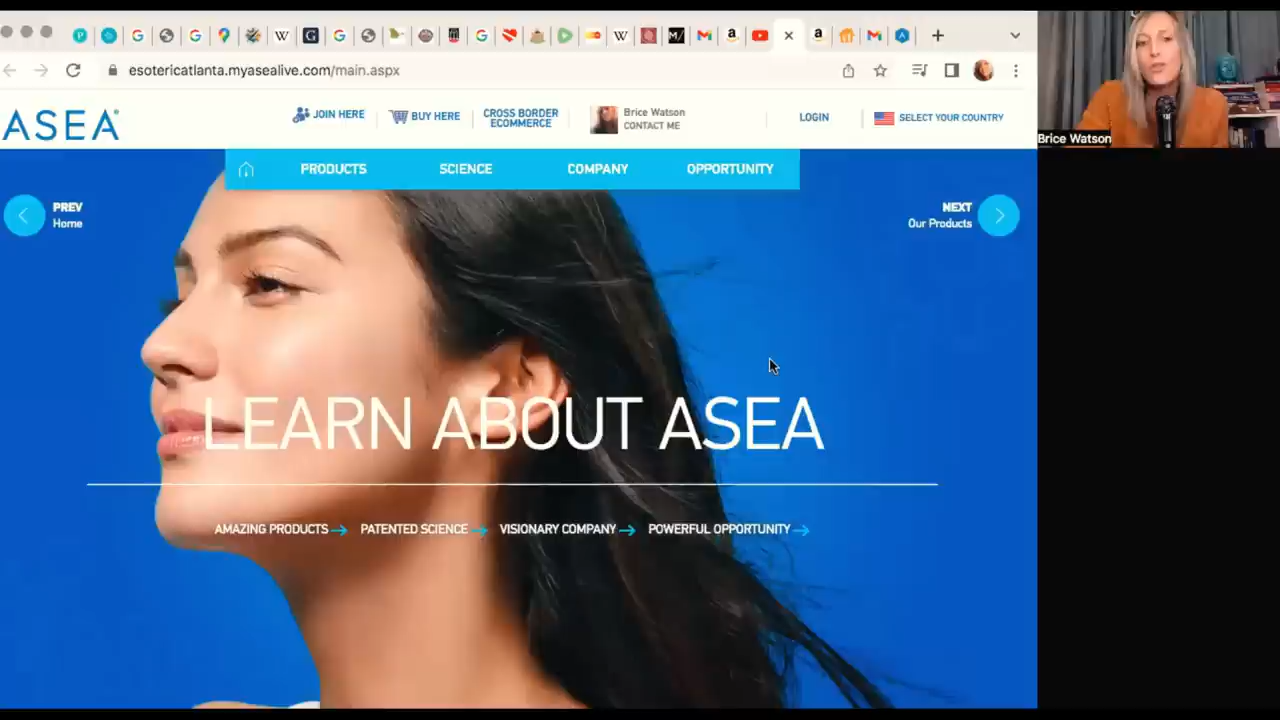 esotericatlanta.myasealive.com/main.aspx
ASEA
JOIN HERE
BUY HERE
CROSS BORDER
ECOMMERCE
Brice Watson
CONTACT ME
LOGIN
SELECT YOUR COUNTRY
Brice Watson
PRODUCTS
SCIENCE
COMPANY
OPPORTUNITY
PREV
Home
NEXT
Our Products
LEARN ABOUT ASEA
AMAZING PRODUCTS
PATENTED SCIENCE
VISIONARY COMPANY
POWERFUL OPPORTUNITY